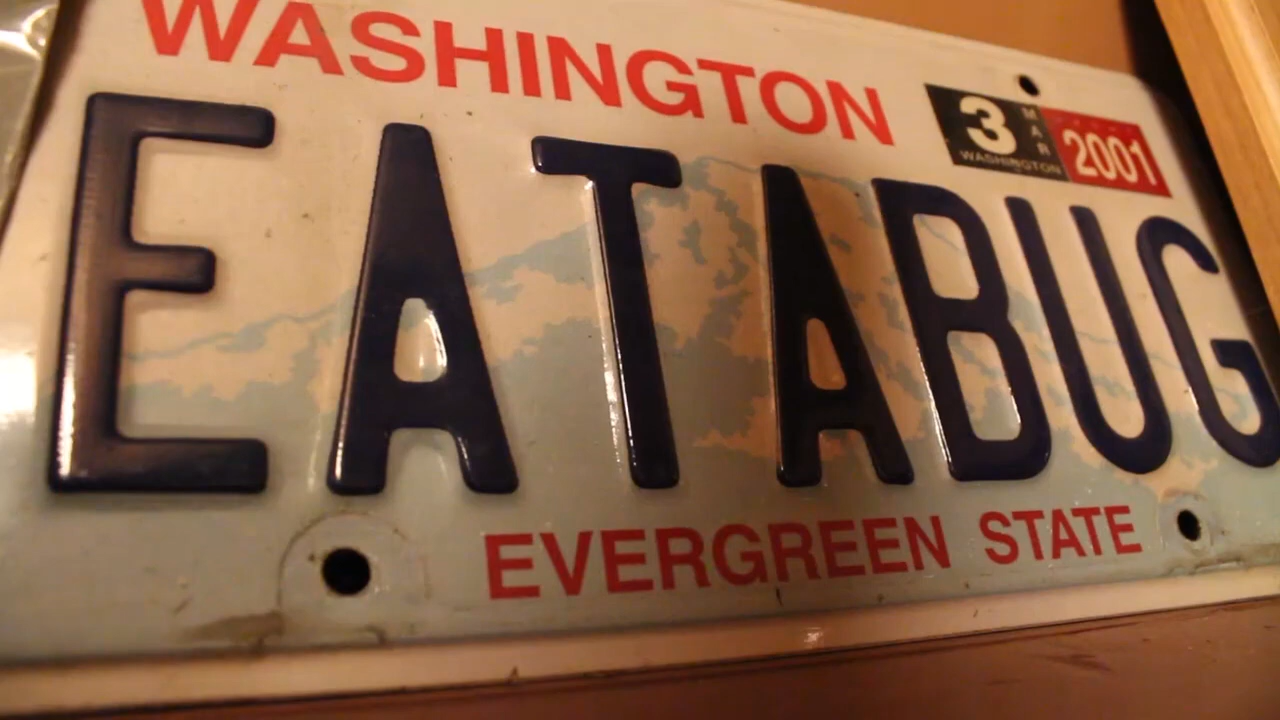 WASHINGTON
3 MAR 2001
WASHINGTON
EATABUG
EVERGREEN STATE